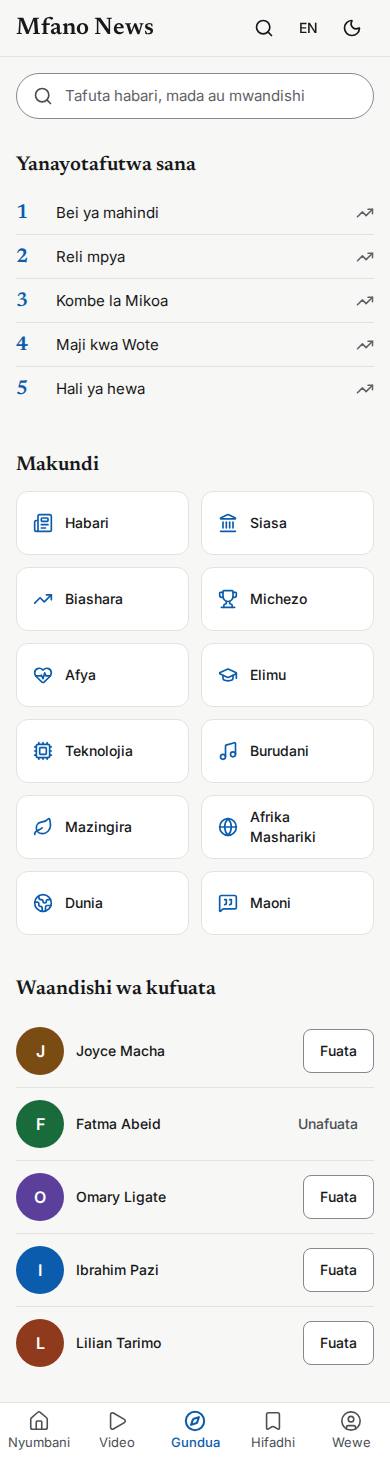 Mfano News
EN
Tafuta habari, mada au mwandishi
Yanayotafutwa sana
1 Bei ya mahindi
2 Reli mpya
3 Kombe la Mikoa
4 Maji kwa Wote
5 Hali ya hewa
Makundi
Habari
Siasa
Biashara
Michezo
Afya
Elimu
Teknolojia
Burudani
Mazingira
Afrika
Mashariki
Dunia
Maoni
Waandishi wa kufuata
J Joyce Macha Fuata
F Fatma Abeid Unafuata
O Omary Ligate Fuata
I Ibrahim Pazi Fuata
L Lilian Tarimo Fuata
Nyumbani Video Gundua Hifadhi Wewe